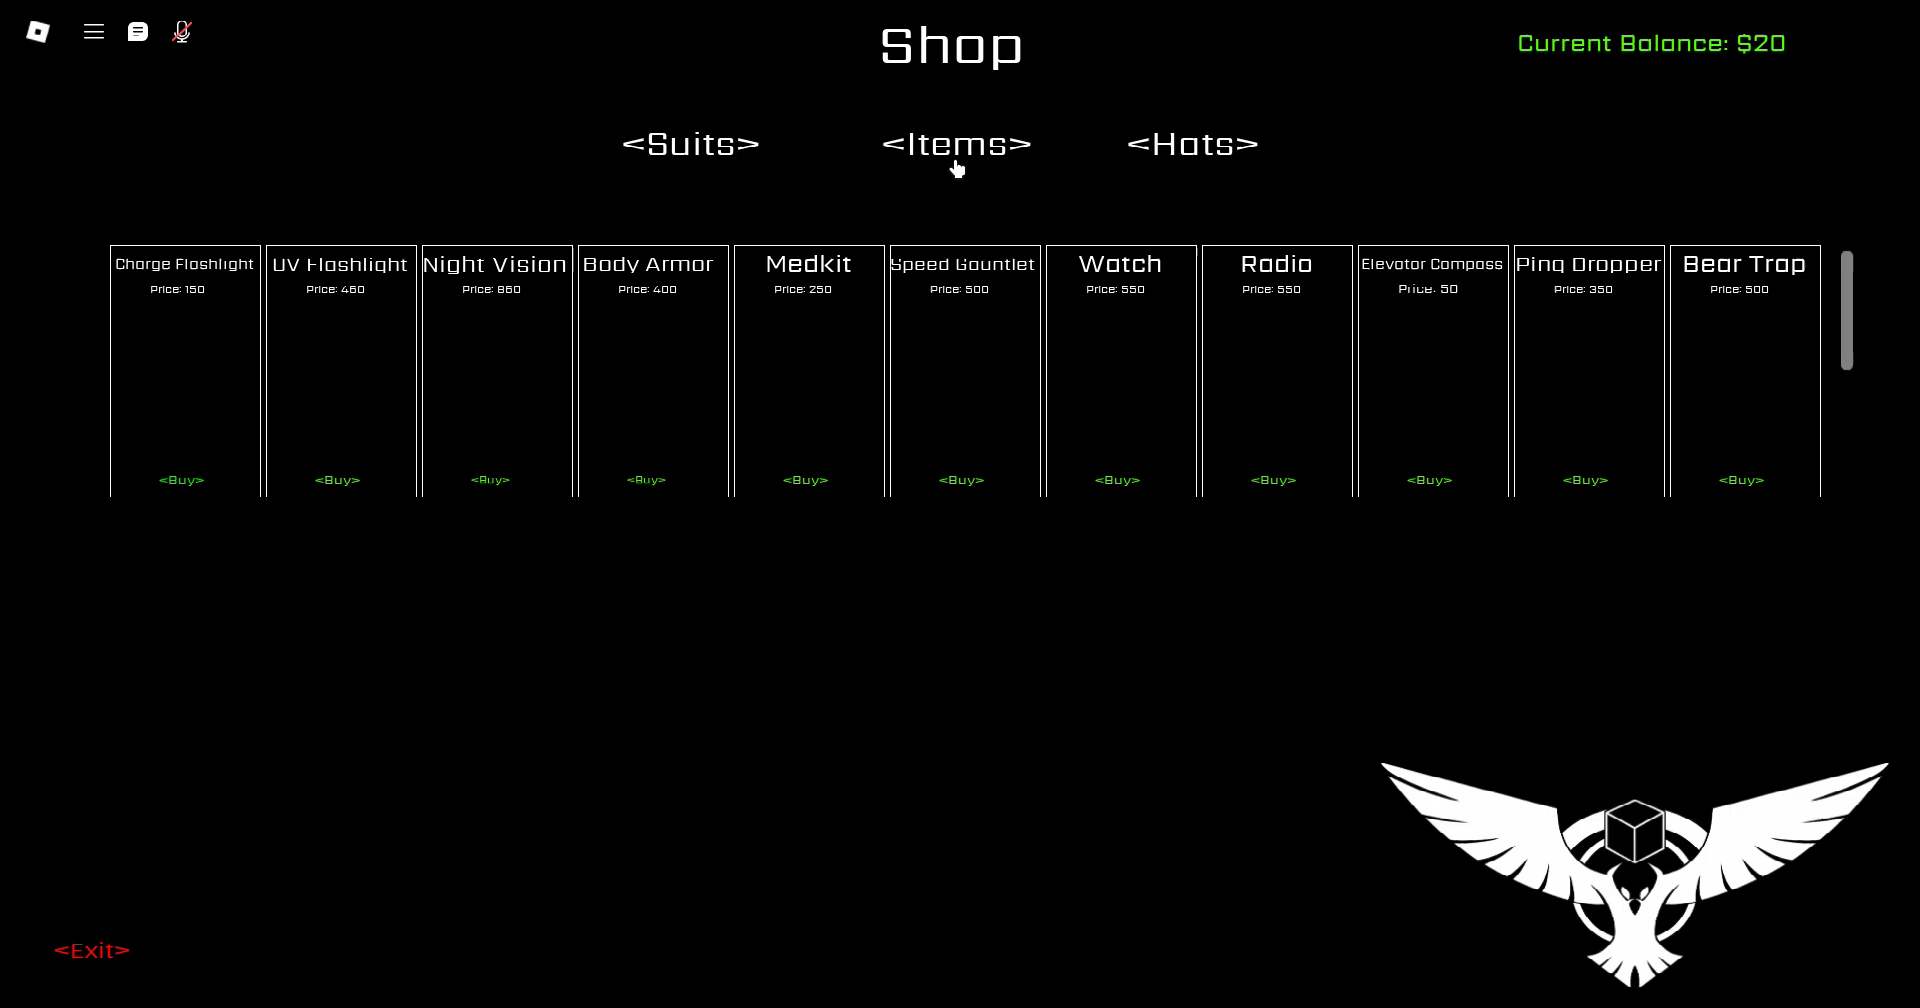 Shop
Current Balance: $20
<Suits> <Items> <Hats>
Charge Flashlight UV Flashlight Night Vision Body Armor Medkit Speed Gauntlet Watch Radio Elevator Compass Ping Dropper Bear Trap
Price: 150 Price: 460 Price: 860 Price: 400 Price: 250 Price: 500 Price: 550 Price: 550 Price: 50 Price: 350 Price: 500
<Buy> <Buy> <Buy> <Buy> <Buy> <Buy> <Buy> <Buy> <Buy> <Buy> <Buy>
<Exit>